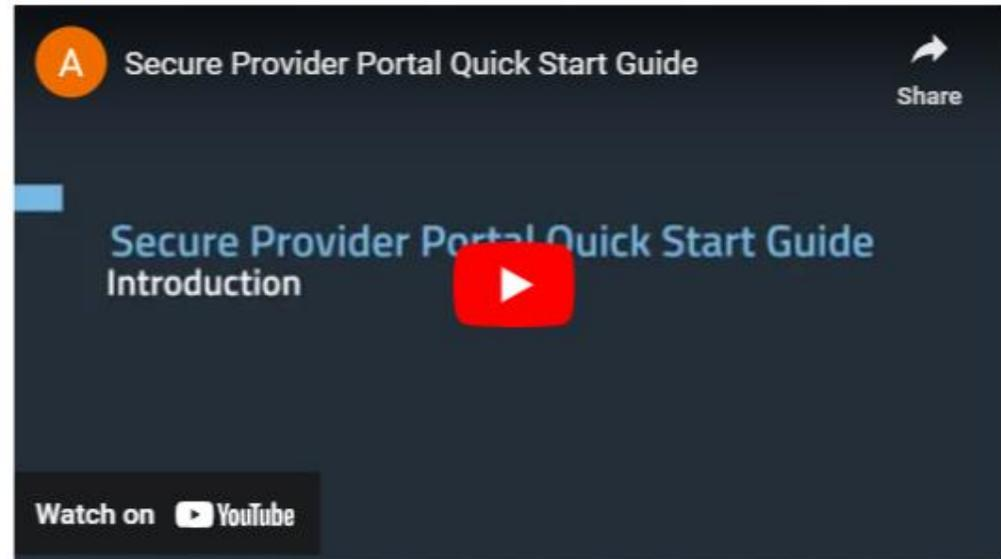 A
Secure Provider Portal Quick Start Guide
Share
Secure Provider Portal Quick Start Guide
Introduction
Watch on YouTube